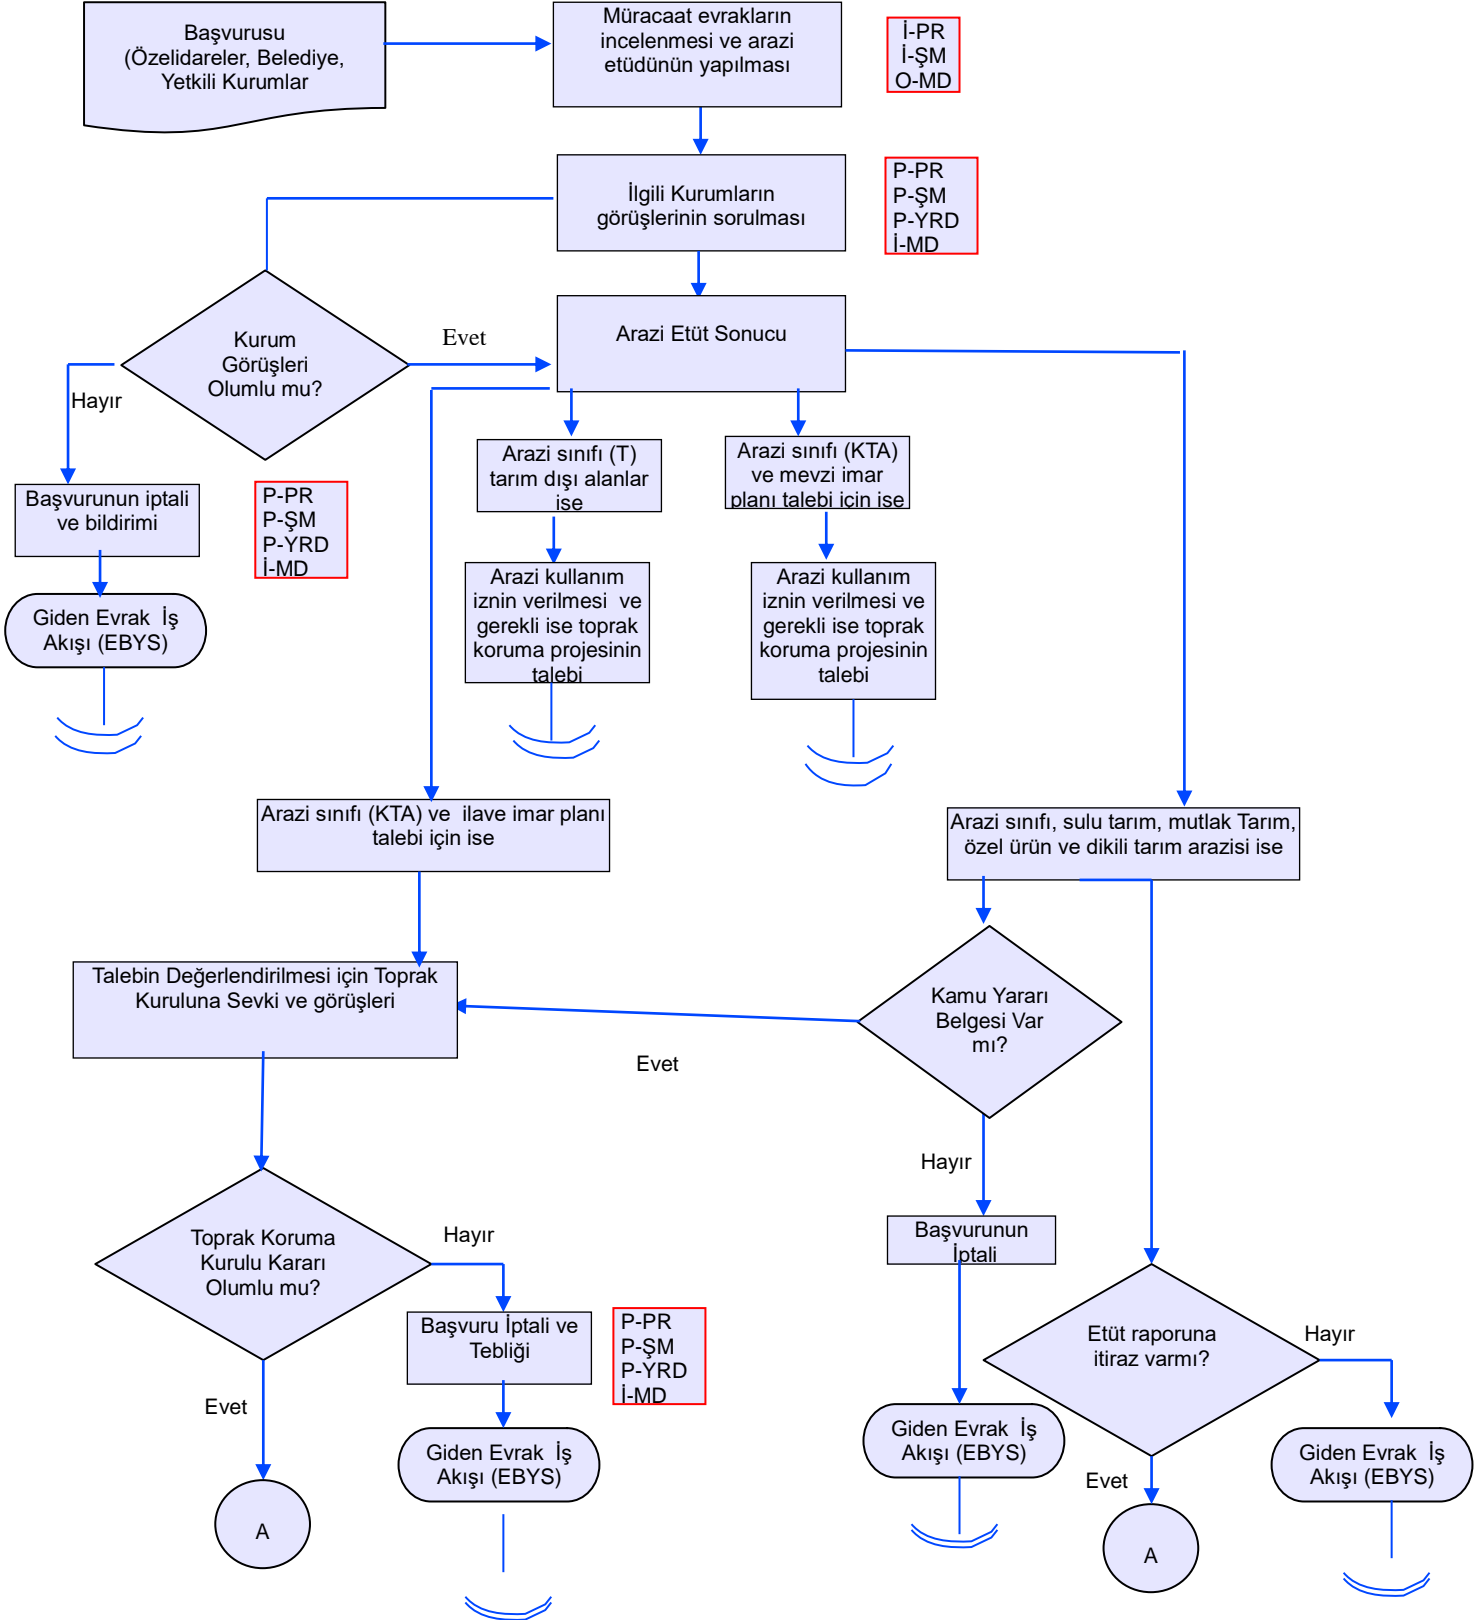 Başvurusu
(Özelidareler, Belediye,
Yetkili Kurumlar
Müracaat evrakların
incelenmesi ve arazi
etüdünün yapılması
İ-PR
İ-ŞM
O-MD
İlgili Kurumların
görüşlerinin sorulması
P-PR
P-ŞM
P-YRD
İ-MD
Kurum
Görüşleri
Olumlu mu?
Evet
Hayır
Arazi Etüt Sonucu
Başvurunun iptali
ve bildirimi
P-PR
P-ŞM
P-YRD
İ-MD
Giden Evrak  İş
Akışı (EBYS)
Arazi sınıfı (T)
tarım dışı alanlar
ise
Arazi sınıfı (KTA)
ve mevzi imar
planı talebi için ise
Arazi kullanım
iznin verilmesi  ve
gerekli ise toprak
koruma projesinin
talebi
Arazi kullanım
iznin verilmesi ve
gerekli ise toprak
koruma projesinin
talebi
Arazi sınıfı (KTA) ve  ilave imar planı
talebi için ise
Arazi sınıfı, sulu tarım, mutlak Tarım,
özel ürün ve dikili tarım arazisi ise
Talebin Değerlendirilmesi için Toprak
Kuruluna Sevki ve görüşleri
Kamu Yararı
Belgesi Var
mı?
Evet
Hayır
Başvurunun
İptali
Toprak Koruma
Kurulu Kararı
Olumlu mu?
Hayır
Evet
Başvuru İptali ve
Tebliği
P-PR
P-ŞM
P-YRD
İ-MD
Giden Evrak  İş
Akışı (EBYS)
A
Etüt raporuna
itiraz varmı?
Hayır
Evet
Giden Evrak  İş
Akışı (EBYS)
Giden Evrak  İş
Akışı (EBYS)
A